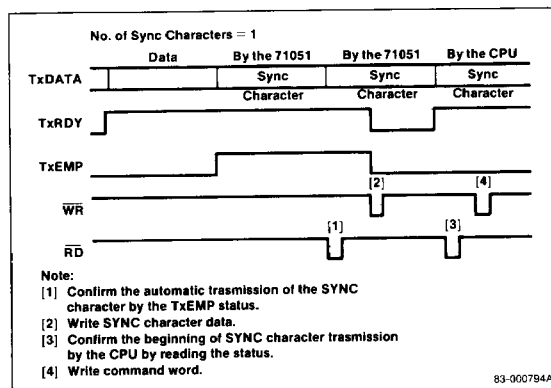 No. of Sync Characters = 1
Data By the 71051 By the 71051 By the CPU
TxDATA Sync Sync Sync
Character Character Character
TxRDY
TxEMP
[2] [4]
WR
[1] [3]
RD
Note:
[1] Confirm the automatic trasmission of the SYNC
character by the TxEMP status.
[2] Write SYNC character data.
[3] Confirm the beginning of SYNC character trasmission
by the CPU by reading the status.
[4] Write command word.
83-000794A